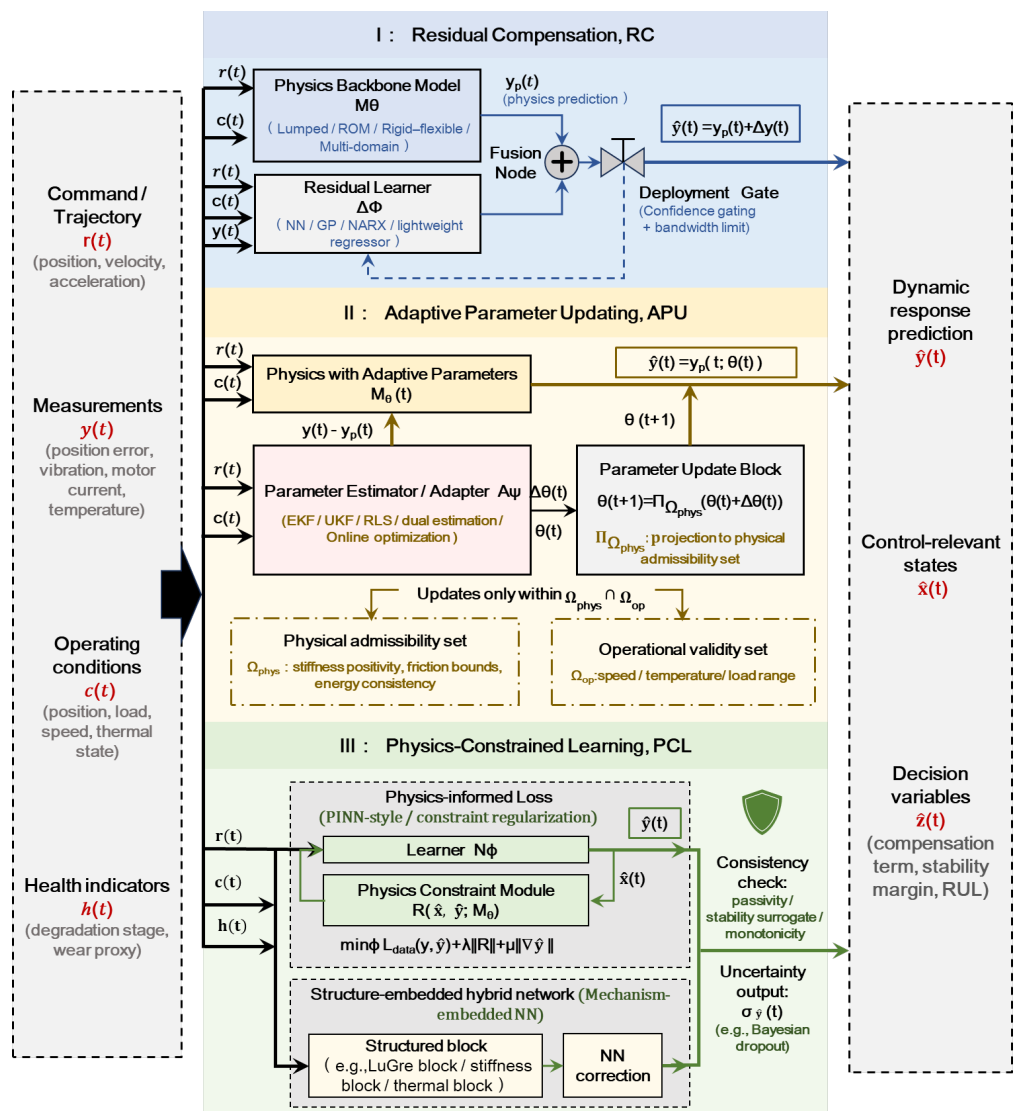 Command /
Trajectory
r(t)
(position, velocity,
acceleration)
Measurements
y(t)
(position error,
vibration, motor
current,
temperature)
Operating
conditions
c(t)
(position, load,
speed, thermal
state)
Health indicators
h(t)
(degradation stage,
wear proxy)
I : Residual Compensation, RC
r(t)
c(t)
Physics Backbone Model
Mθ
( Lumped / ROM / Rigid–flexible /
Multi-domain )
yp(t)
(physics prediction )
r(t)
c(t)
y(t)
Residual Learner
ΔΦ
( NN / GP / NARX / lightweight
regressor )
Fusion
Node
ŷ(t) =yp(t)+Δy(t)
Deployment Gate
(Confidence gating
+ bandwidth limit)
II : Adaptive Parameter Updating, APU
r(t)
c(t)
Physics with Adaptive Parameters
Mθ (t)
ŷ(t)=yp( t; θ(t) )
y(t) - yp(t)
θ (t+1)
r(t)
c(t)
Parameter Estimator / Adapter Aψ
(EKF / UKF / RLS / dual estimation /
Online optimization )
Δθ(t)
θ(t)
Parameter Update Block
θ(t+1)=ΠΩphys(θ(t)+Δθ(t))
ΠΩphys: projection to physical
admissibility set
Updates only within Ωphys ∩ Ωop
Physical admissibility set
Ωphys : stiffness positivity, friction bounds,
energy consistency
Operational validity set
Ωop:speed / temperature/ load range
III : Physics-Constrained Learning, PCL
r(t)
c(t)
h(t)
Physics-informed Loss
(PINN-style / constraint regularization)
ŷ(t)
Learner Nϕ
x̂(t)
Physics Constraint Module
R( x̂, ŷ; Mθ)
minϕ Ldata(y, ŷ)+λ‖R‖+μ‖∇ŷ ‖
Structure-embedded hybrid network (Mechanism-
embedded NN)
Structured block
( e.g.,LuGre block / stiffness
block / thermal block )
NN
correction
Consistency
check:
passivity /
stability surrogate /
monotonicity
Uncertainty
output:
σ ŷ (t)
(e.g., Bayesian
dropout)
Dynamic
response
prediction
ŷ(t)
Control-relevant
states
x̂(t)
Decision
variables
ẑ(t)
(compensation
term, stability
margin, RUL)